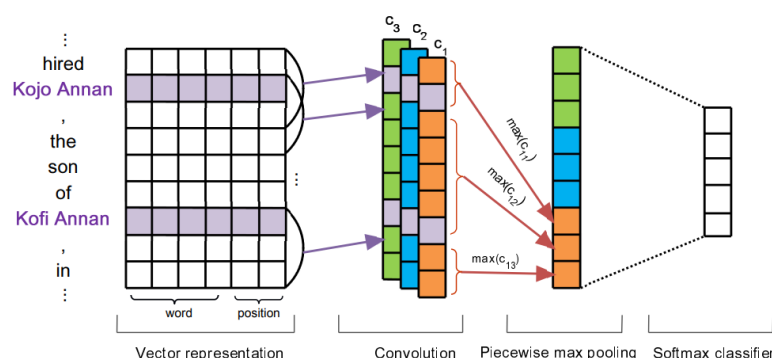 ...
hired
Kojo Annan
,
the
son
of
Kofi Annan
,
in
...
...
word
position
c3
c2
c1
max(c11)
max(c12)
max(c13)
Vector representation
Convolution
Piecewise max pooling
Softmax classifier